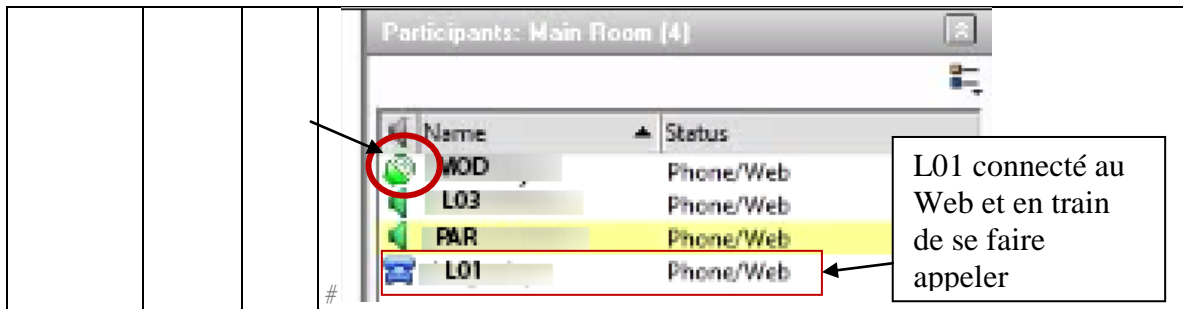 Participants: Main Room (4)
Name Status
MOD Phone/Web
L03 Phone/Web
PAR Phone/Web
L01 Phone/Web
L01 connecté au
Web et en train
de se faire
appeler
#